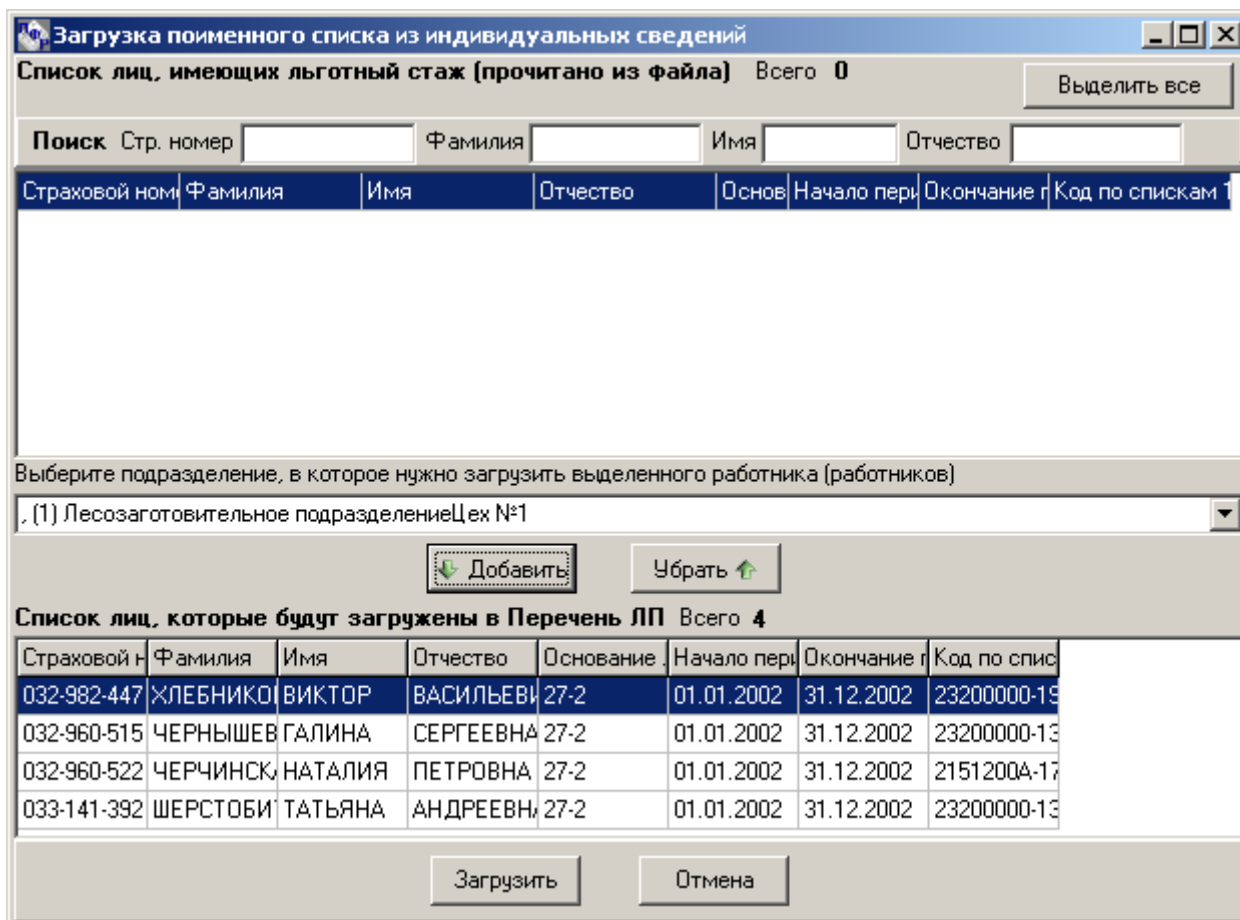 Загрузка поименного списка из индивидуальных сведений
Список лиц, имеющих льготный стаж (прочитано из файла) Всего 0
Выделить все
Поиск Стр. номер Фамилия Имя Отчество
Страховой ном Фамилия Имя Отчество Основ Начало пери Окончание п Код по спискам 1
Выберите подразделение, в которое нужно загрузить выделенного работника (работников)
, (1) Лесозаготовительное подразделениеЦех №1
Добавить Убрать
Список лиц, которые будут загружены в Перечень ЛП Всего 4
Страховой н Фамилия Имя Отчество Основание Начало пери Окончание п Код по спис
032-982-447 ХЛЕБНИКОВ ВИКТОР ВАСИЛЬЕВИ 27-2 01.01.2002 31.12.2002 23200000-19
032-960-515 ЧЕРНЫШЕВ ГАЛИНА СЕРГЕЕВНА 27-2 01.01.2002 31.12.2002 23200000-13
032-960-522 ЧЕРЧИНСКА НАТАЛИЯ ПЕТРОВНА 27-2 01.01.2002 31.12.2002 2151200А-17
033-141-392 ШЕРСТОБИТ ТАТЬЯНА АНДРЕЕВНА 27-2 01.01.2002 31.12.2002 23200000-13
Загрузить Отмена